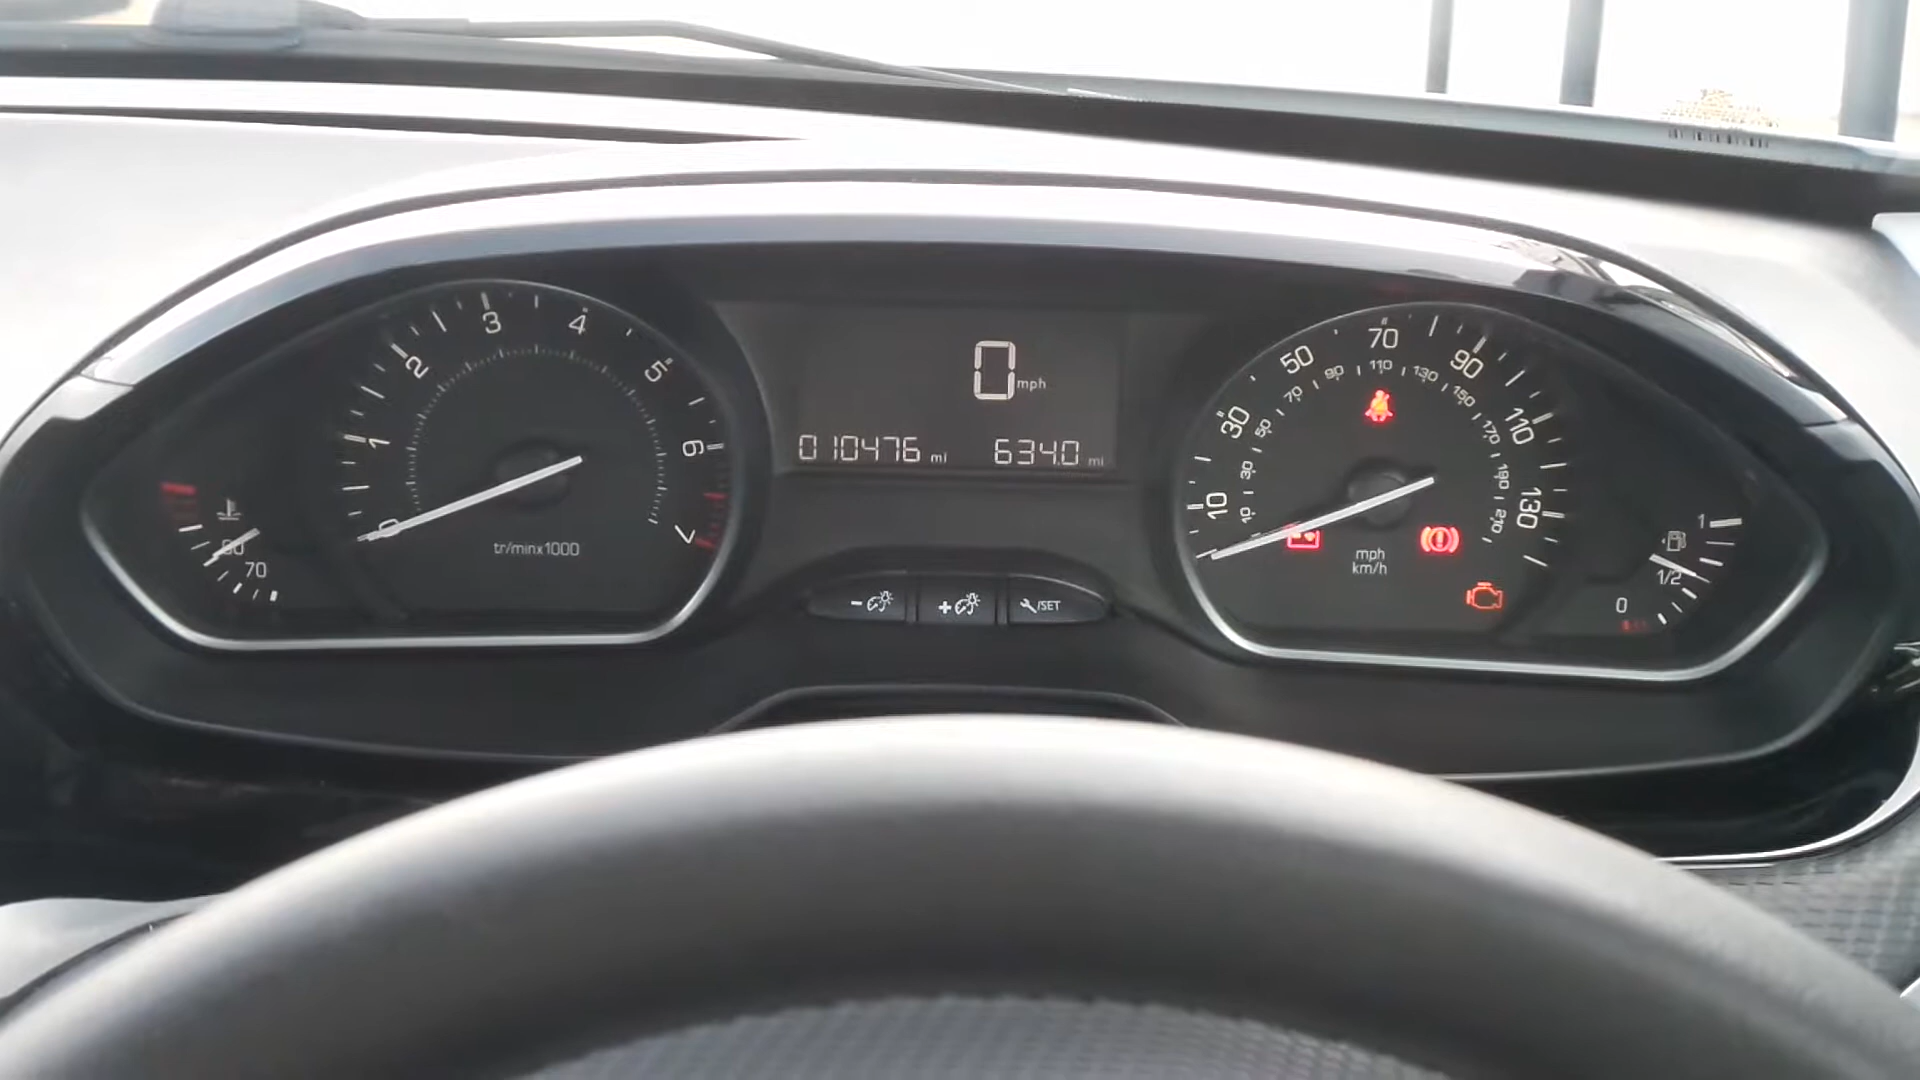 0 1 2 3 4 5 6 7
tr/minx1000
90
70
0 mph
010476 mi 634.0 mi
- + /SET
10 30 50 70 90 110 130
10 30 50 70 90 110 130 150 170 190 210
mph
km/h
1
1/2
0